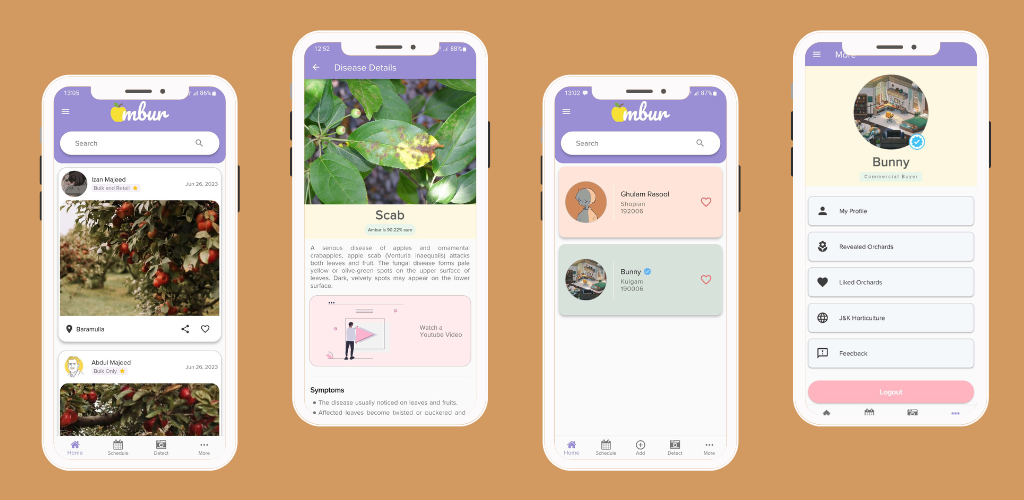 13:05
86%
mbur
Search
Izan Majeed
Bulk and Retail
Jun 26, 2023
Baramulla
Abdul Majeed
Bulk Only
Jun 26, 2023
Home
Schedule
Detect
More
12:52
88%
Disease Details
Scab
Ambur is 90.22% sure
A serious disease of apples and ornamental
crabapples, apple scab (Venturia inaequalis) attacks
both leaves and fruit. The fungal disease forms pale
yellow or olive-green spots on the upper surface of
leaves. Dark, velvety spots may appear on the lower
surface.
Watch a
Youtube Video
Symptoms
The disease usually noticed on leaves and fruits.
Affected leaves become twisted or puckered and
13:02
87%
mbur
Search
Ghulam Rasool
Shopian
192006
Bunny
Kulgam
190006
Home
Schedule
Add
Detect
More
More
Bunny
Commercial Buyer
My Profile
Revealed Orchards
Liked Orchards
J&K Horticulture
Feedback
Logout